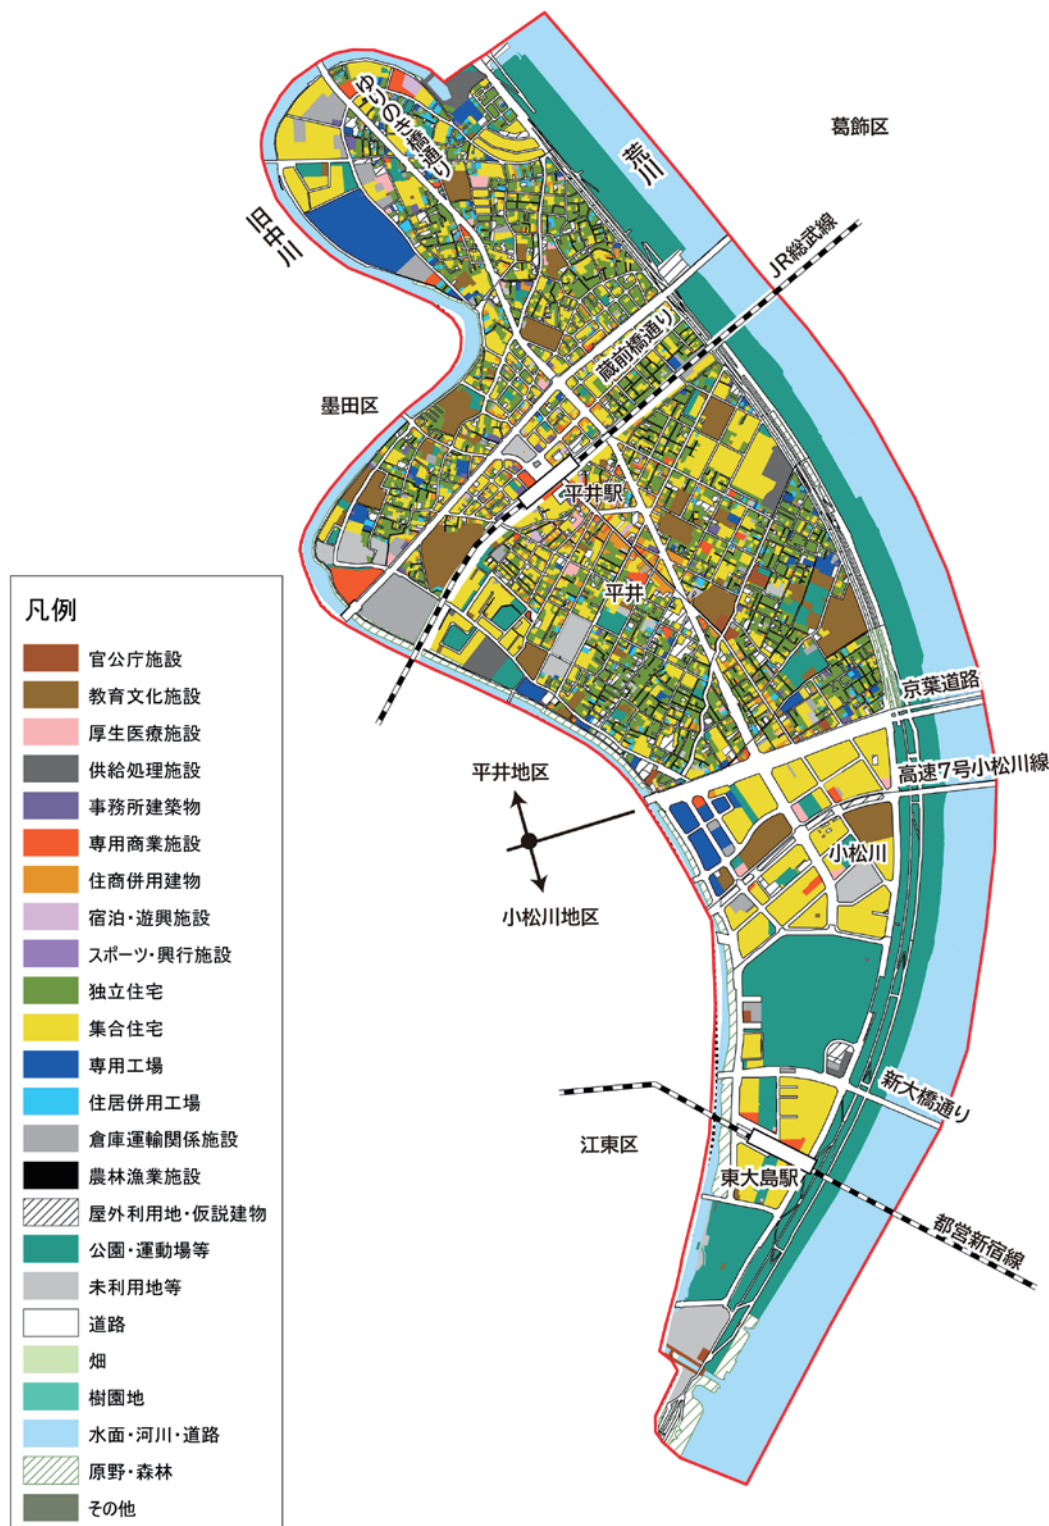 葛飾区
ゆりのき橋通り
荒川
旧中川
JR総武線
蔵前橋通り
墨田区
平井駅
平井
京葉道路
平井地区
高速7号小松川線
小松川
小松川地区
新大橋通り
江東区
東大島駅
都営新宿線
凡例
官公庁施設
教育文化施設
厚生医療施設
供給処理施設
事務所建築物
専用商業施設
住商併用建物
宿泊・遊興施設
スポーツ・興行施設
独立住宅
集合住宅
専用工場
住居併用工場
倉庫運輸関係施設
農林漁業施設
屋外利用地・仮説建物
公園・運動場等
未利用地等
道路
畑
樹園地
水面・河川・道路
原野・森林
その他